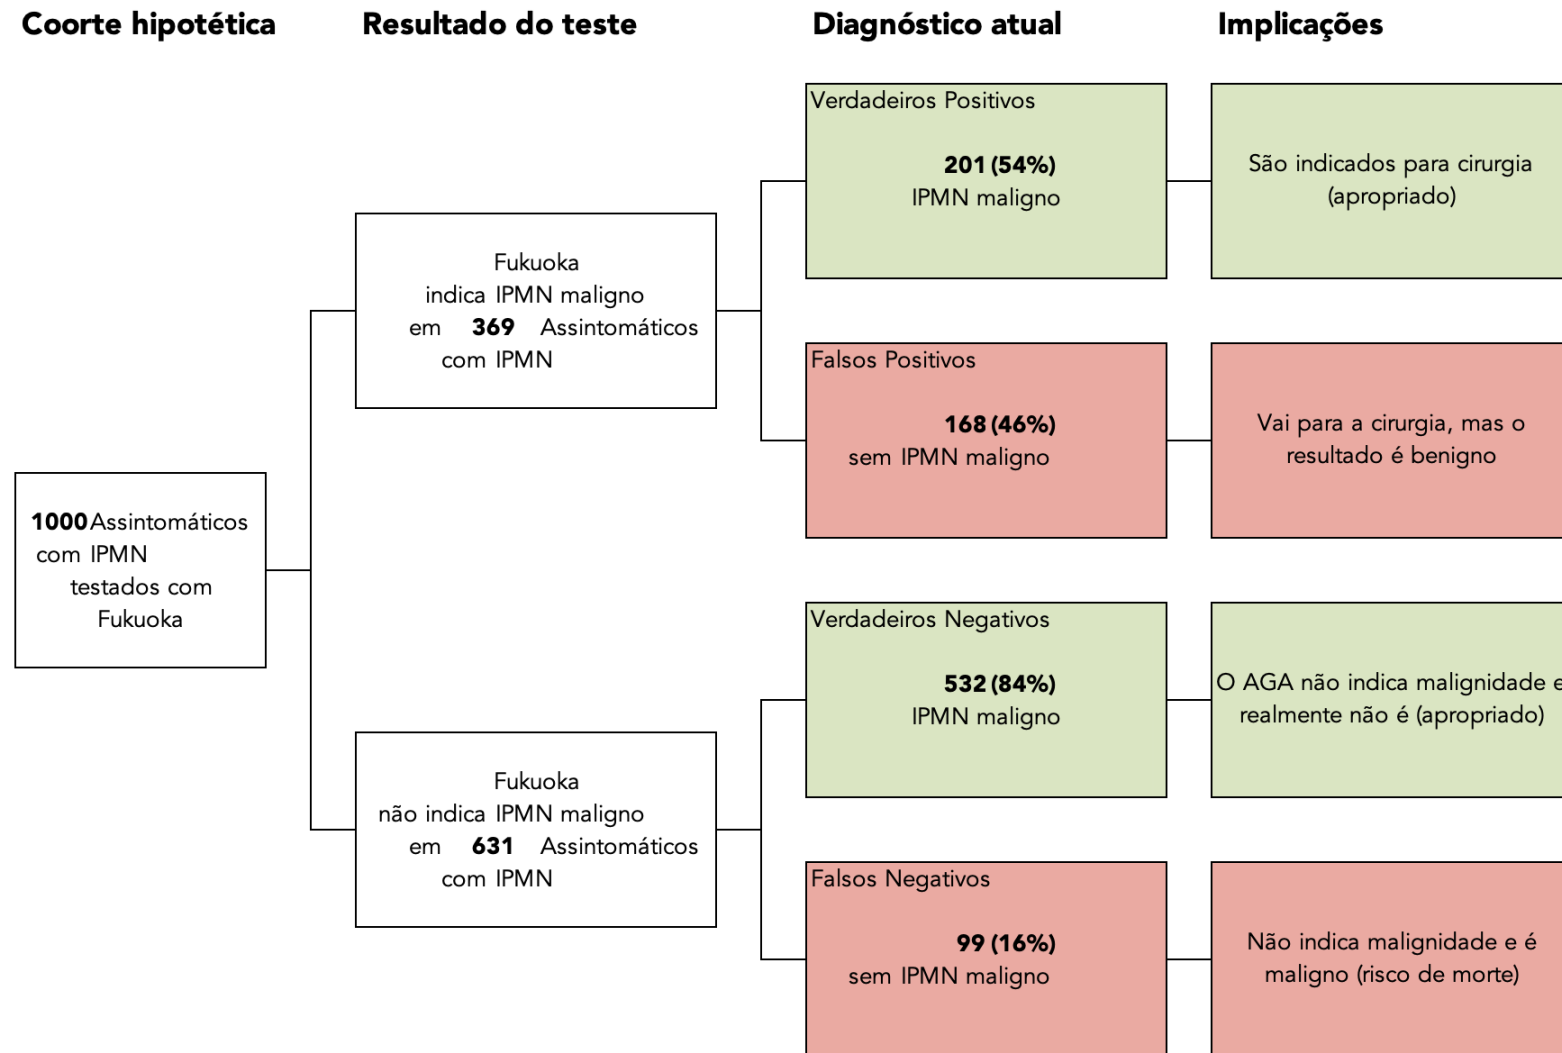 Coorte hipotética
Resultado do teste
Diagnóstico atual
Implicações
1000 Assintomáticos
com IPMN
testados com
Fukuoka
Fukuoka
indica IPMN maligno
em 369 Assintomáticos
com IPMN
Verdadeiros Positivos
201 (54%)
IPMN maligno
São indicados para cirurgia
(apropriado)
Falsos Positivos
168 (46%)
sem IPMN maligno
Vai para a cirurgia, mas o
resultado é benigno
Fukuoka
não indica IPMN maligno
em 631 Assintomáticos
com IPMN
Verdadeiros Negativos
532 (84%)
IPMN maligno
O AGA não indica malignidade e
realmente não é (apropriado)
Falsos Negativos
99 (16%)
sem IPMN maligno
Não indica malignidade e é
maligno (risco de morte)